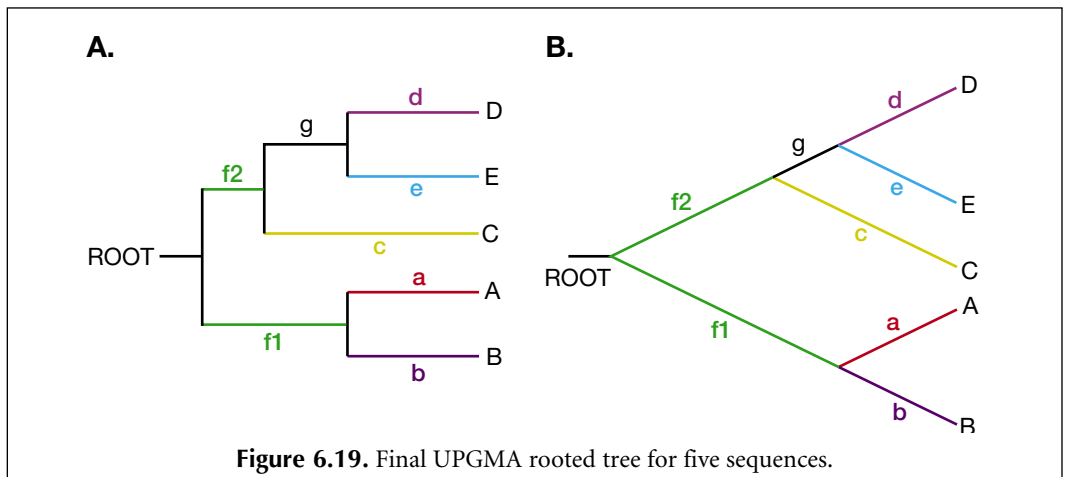 A.
d
D
g
f2
e
E
c
C
ROOT
a
A
f1
b
B
B.
D
d
g
e
E
f2
c
C
ROOT
A
a
f1
b
B
Figure 6.19. Final UPGMA rooted tree for five sequences.